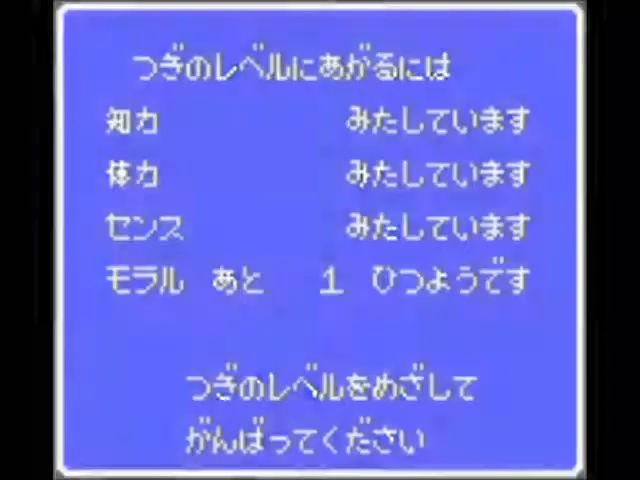 つぎのレベルにあがるには
知力 みたしています
体力 みたしています
センス みたしています
モラル あと 1 ひつようです
つぎのレベルをめざして
がんばってください